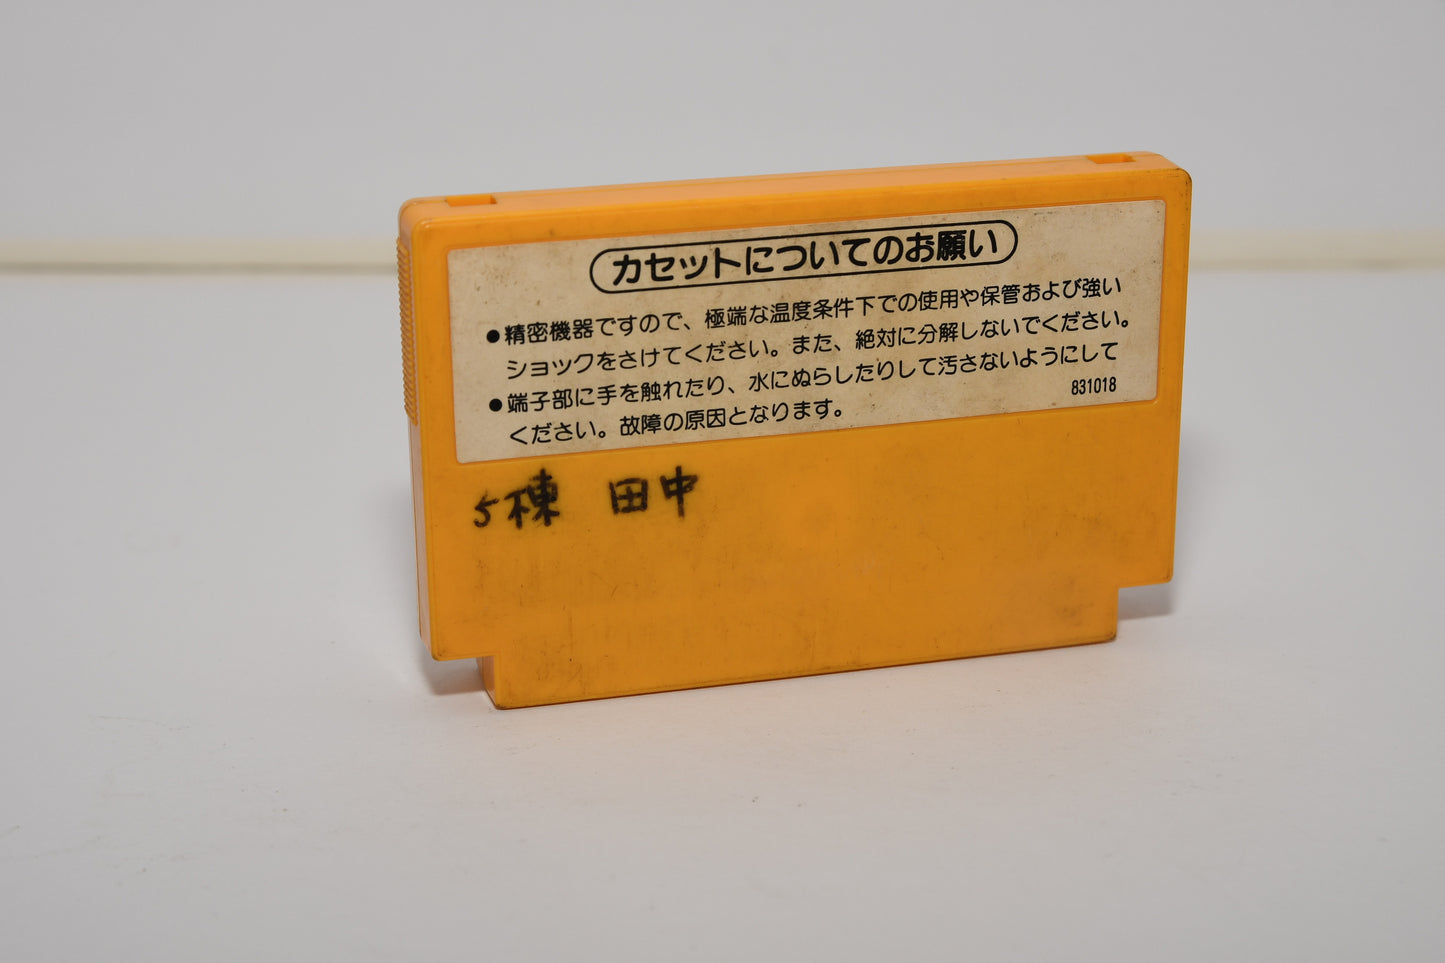 カセットについてのお願い
●精密機器ですので、極端な温度条件下での使用や保管および強い
ショックをさけてください。また、絶対に分解しないでください。
●端子部に手を触れたり、水にぬらしたりして汚さないようにして
ください。故障の原因となります。
831018
5棟 田中